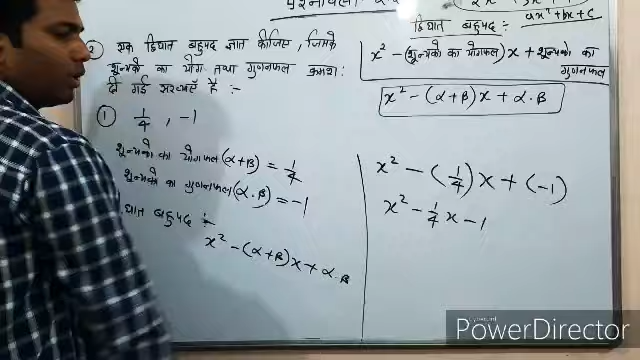 प्रश्नावली
द्विघात बहुपद :- ax² + bx + c
एक द्विघात बहुपद ज्ञात कीजिए, जिसके
शून्यको का योग तथा गुणनफल क्रमश:
दी गई संख्याएँ हैं :-
① 1/4 , -1
शून्यको का योगफल (α+β) = 1/4
शून्यको का गुणनफल (α.β) = -1
घात बहुपद :-
x² - (α+β) x + α.β
x² - (शून्यको का योगफल) x + शून्यको का
गुणनफल
x² - (α+β) x + α.β
x² - (1/4) x + (-1)
x² - 1/4 x - 1
PowerDirector